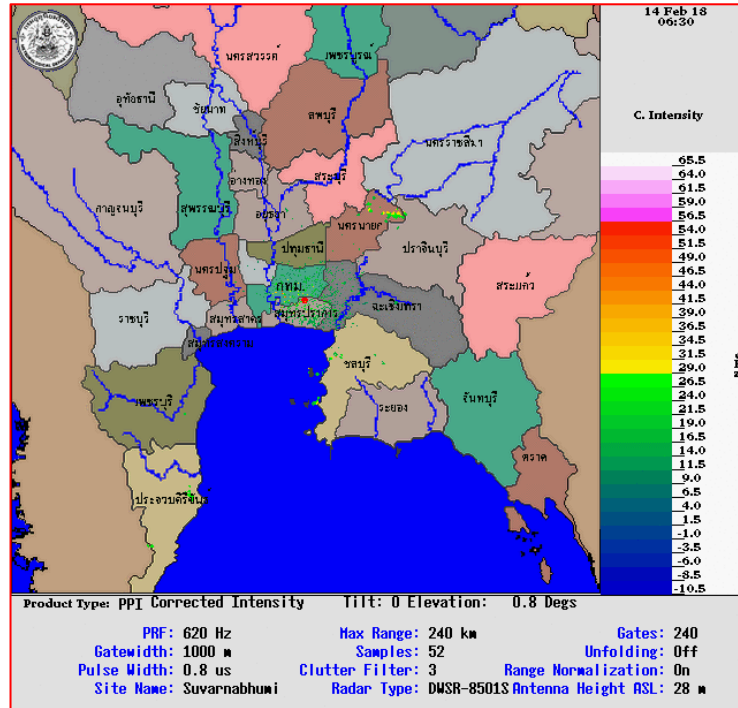 14 Feb 18
06:30
C. Intensity
65.5
64.0
61.5
59.0
56.5
54.0
51.5
49.0
46.5
44.0
41.5
39.0
36.5
34.0
31.5
29.0
26.5
24.0
21.5
19.0
16.5
14.0
11.5
9.0
6.5
4.0
1.5
-1.0
-3.5
-6.0
-8.5
-10.5
นครสวรรค์
เพชรบูรณ์
อุทัยธานี
ชัยนาท
ลพบุรี
สิงห์บุรี
นครราชสีมา
อ่างทอง
สระบุรี
กาญจนบุรี
สุพรรณบุรี
อยุธยา
นครนายก
ปทุมธานี
ปราจีนบุรี
นครปฐม
กทม.
สระแก้ว
ฉะเชิงเทรา
ราชบุรี
สมุทรสาคร
สมุทรปราการ
สมุทรสงคราม
ชลบุรี
เพชรบุรี
ระยอง
จันทบุรี
ตราด
ประจวบคีรีขันธ์
Product Type: PPI Corrected Intensity Tilt: 0 Elevation: 0.8 Degs
PRF: 620 Hz Max Range: 240 km Gates: 240
Gatewidth: 1000 m Samples: 52 Unfolding: Off
Pulse Width: 0.8 us Clutter Filter: 3 Range Normalization: On
Site Name: Suvarnabhumi Radar Type: DWSR-8501S Antenna Height ASL: 28 m